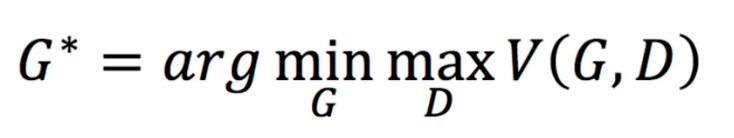 G* = arg min max V(G, D)
G D